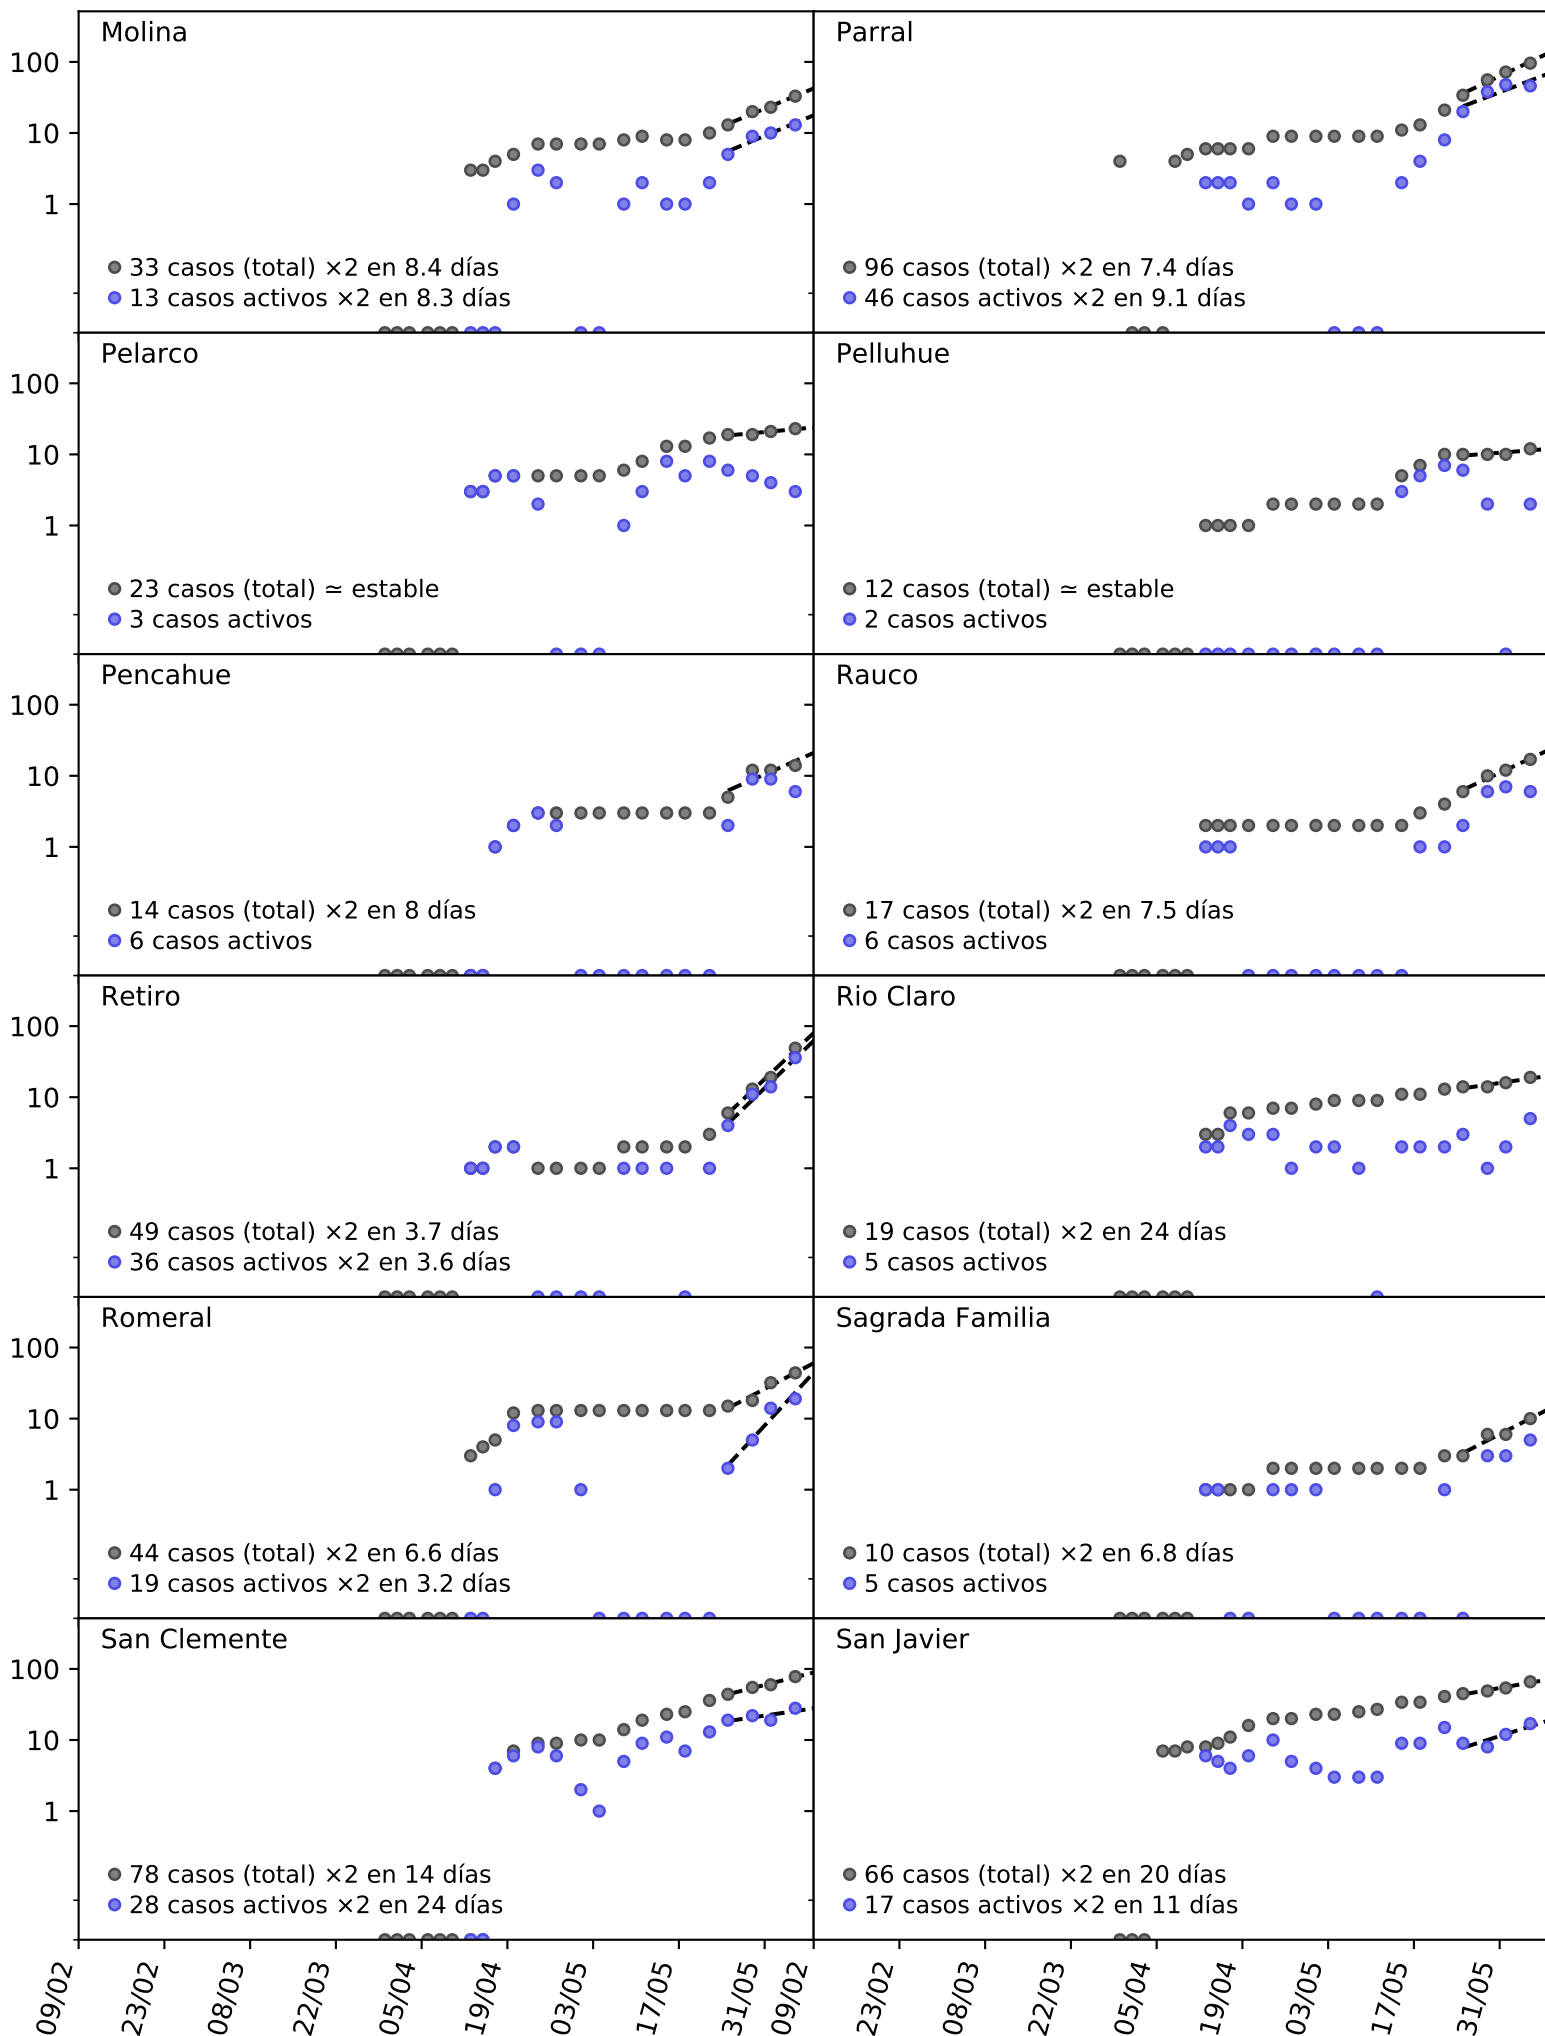 Molina
Parral
100
10
1
33 casos (total) ×2 en 8.4 días
13 casos activos ×2 en 8.3 días
96 casos (total) ×2 en 7.4 días
46 casos activos ×2 en 9.1 días
Pelarco
Pelluhue
100
10
1
23 casos (total) ≃ estable
3 casos activos
12 casos (total) ≃ estable
2 casos activos
Pencahue
Rauco
100
10
1
14 casos (total) ×2 en 8 días
6 casos activos
17 casos (total) ×2 en 7.5 días
6 casos activos
Retiro
Rio Claro
100
10
1
49 casos (total) ×2 en 3.7 días
36 casos activos ×2 en 3.6 días
19 casos (total) ×2 en 24 días
5 casos activos
Romeral
Sagrada Familia
100
10
1
44 casos (total) ×2 en 6.6 días
19 casos activos ×2 en 3.2 días
10 casos (total) ×2 en 6.8 días
5 casos activos
San Clemente
San Javier
100
10
1
78 casos (total) ×2 en 14 días
28 casos activos ×2 en 24 días
66 casos (total) ×2 en 20 días
17 casos activos ×2 en 11 días
09/02
23/02
08/03
22/03
05/04
19/04
03/05
17/05
31/05
09/02
23/02
08/03
22/03
05/04
19/04
03/05
17/05
31/05